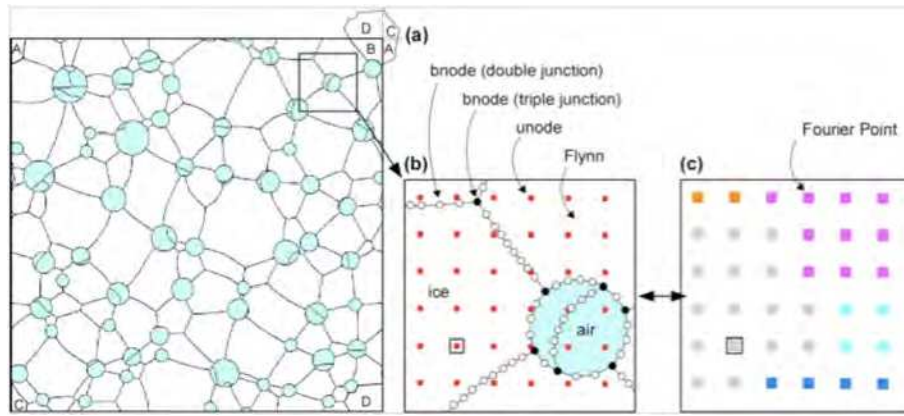 D
C
A
B
A
(a)
bnode (double junction)
bnode (triple junction)
unode
Flynn
Fourier Point
(b)
(c)
ice
air
C
D